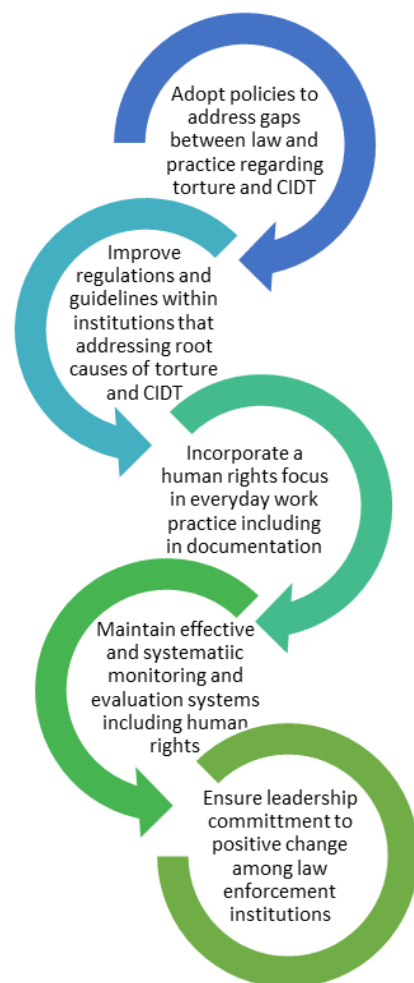 Adopt policies to
address gaps
between law and
practice regarding
torture and CIDT
Improve
regulations and
guidelines within
institutions that
addressing root
causes of torture
and CIDT
Incorporate a
human rights focus
in everyday work
practice including
in documentation
Maintain effective
and systematiic
monitoring and
evaluation systems
including human
rights
Ensure leadership
committment to
positive change
among law
enforcement
institutions